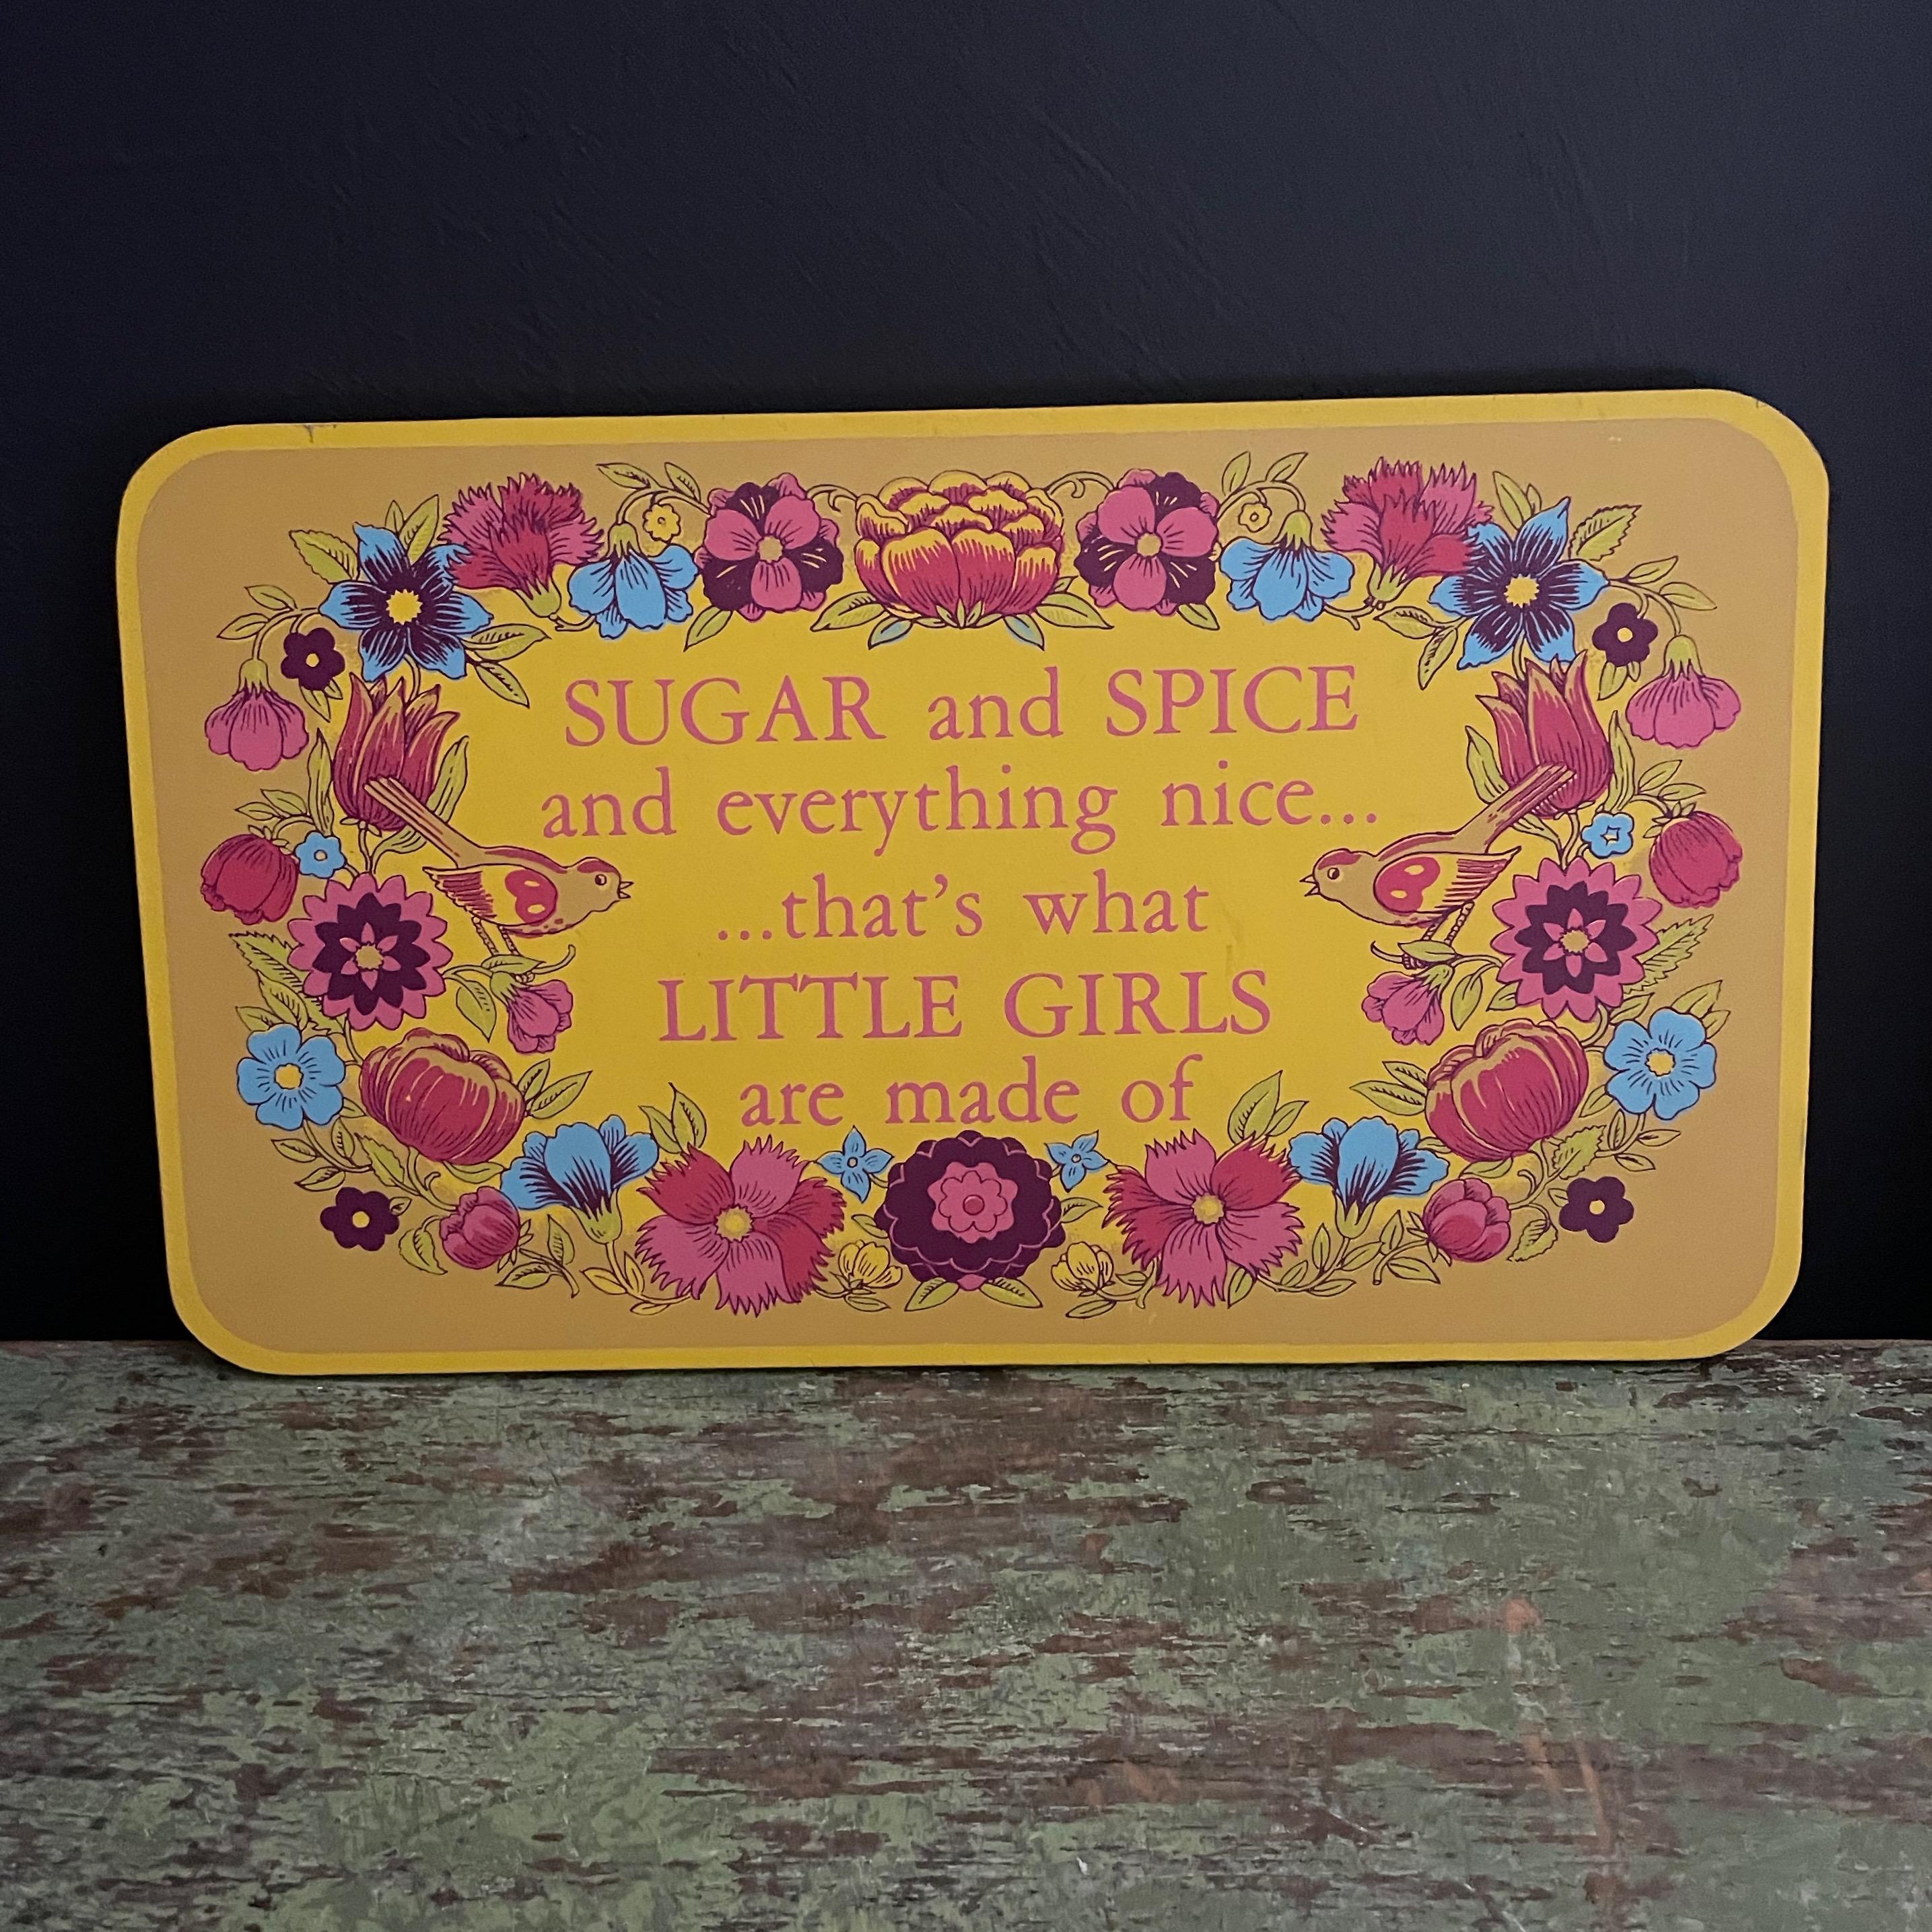 SUGAR and SPICE
and everything nice...
...that's what
LITTLE GIRLS
are made of